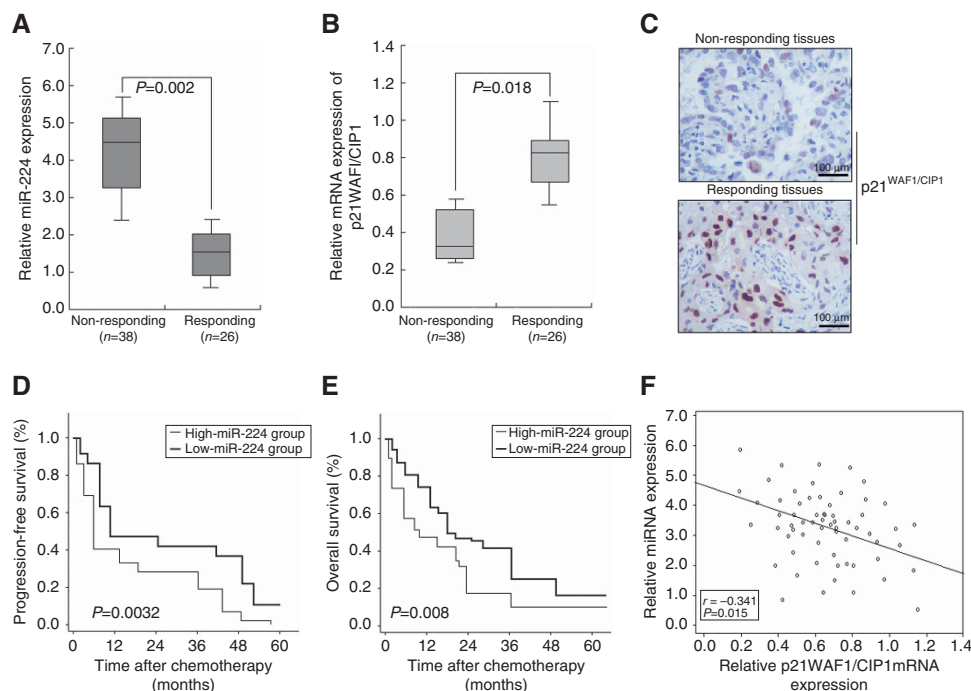 A
Relative miR-224 expression
7.0
6.0
5.0
4.0
3.0
2.0
1.0
0.0
P=0.002
Non-responding
(n=38)
Responding
(n=26)
B
Relative mRNA expression of
p21WAFI/CIP1
1.4
1.2
1.0
0.8
0.6
0.4
0.2
0.0
P=0.018
Non-responding
(n=38)
Responding
(n=26)
C
Non-responding tissues
100 μm
Responding tissues
100 μm
p21WAF1/CIP1
D
Progression-free survival (%)
1.0
0.8
0.6
0.4
0.2
0.0
High-miR-224 group
Low-miR-224 group
P=0.0032
0 12 24 36 48 60
Time after chemotherapy
(months)
E
Overall survival (%)
1.0
0.8
0.6
0.4
0.2
0.0
High-miR-224 group
Low-miR-224 group
P=0.008
0 12 24 36 48 60
Time after chemotherapy
(months)
F
Relative miRNA expression
7.0
6.0
5.0
4.0
3.0
2.0
1.0
0.0
r = −0.341
P=0.015
0.0 0.2 0.4 0.6 0.8 1.0 1.2 1.4
Relative p21WAF1/CIP1mRNA
expression